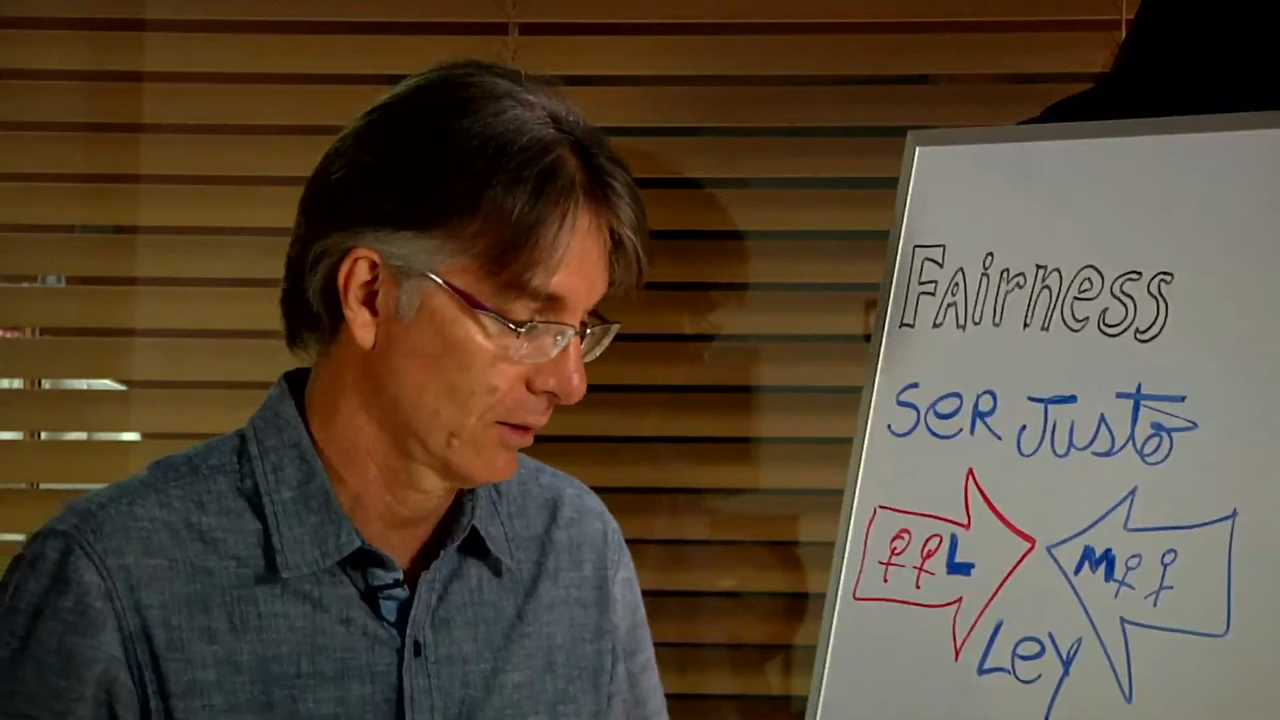 Fairness
SER Justo
♀♀L M♀♀
Ley